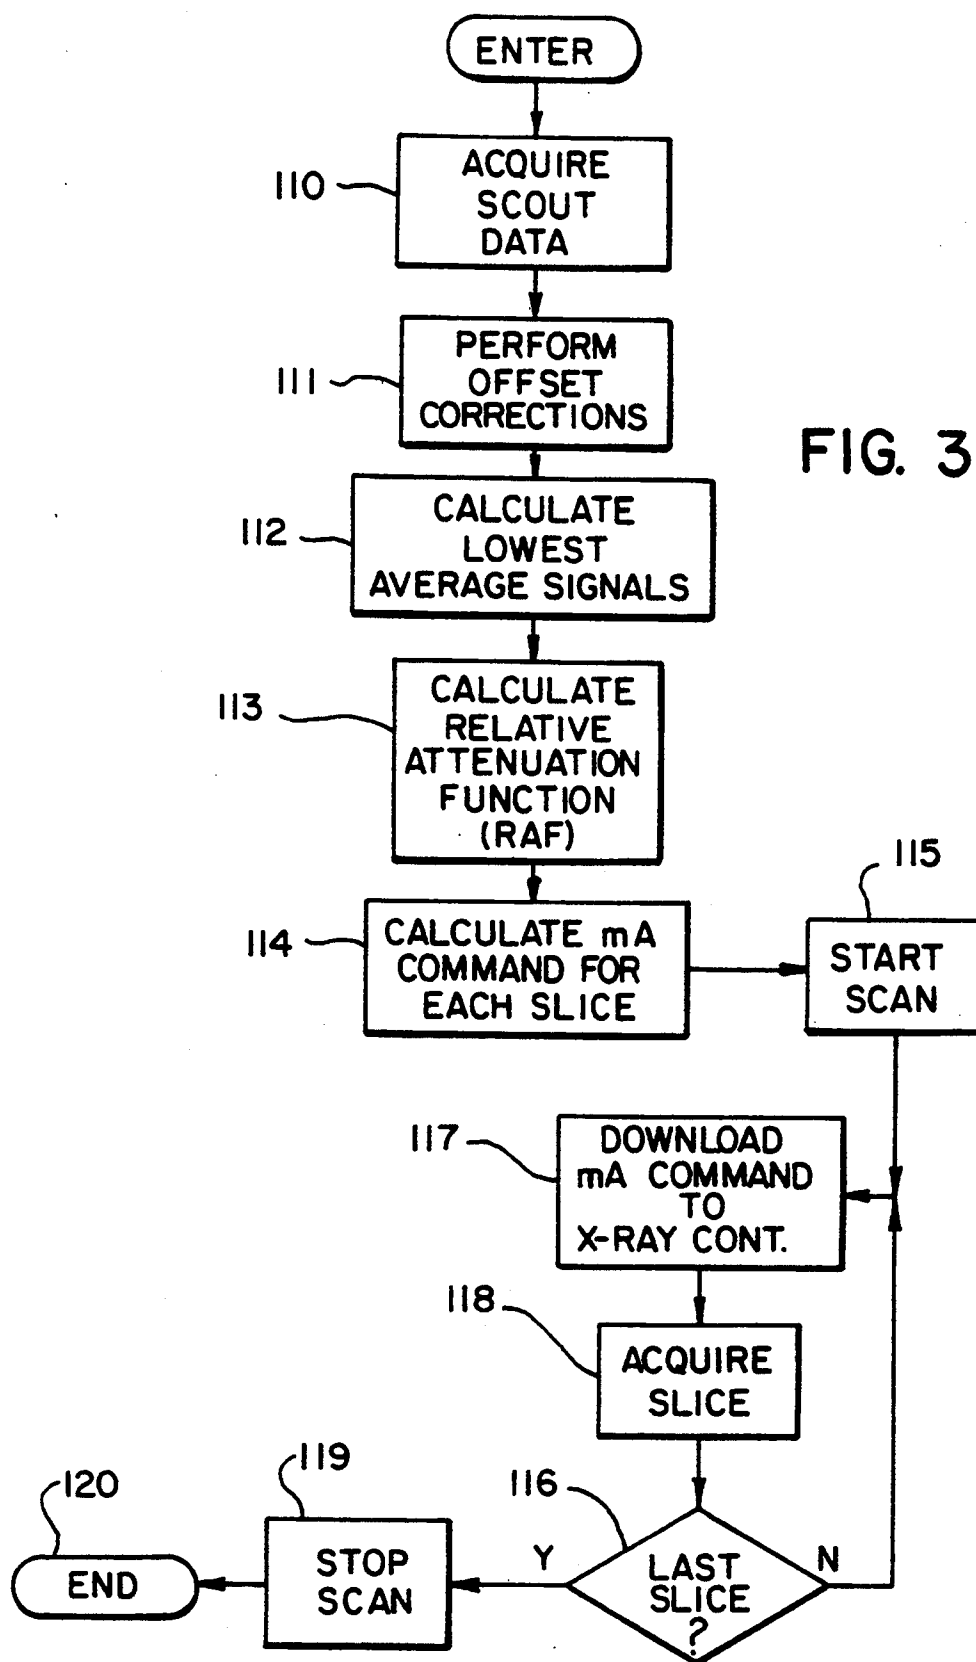 ENTER
110
ACQUIRE
SCOUT
DATA
111
PERFORM
OFFSET
CORRECTIONS
FIG. 3
112
CALCULATE
LOWEST
AVERAGE SIGNALS
113
CALCULATE
RELATIVE
ATTENUATION
FUNCTION
(RAF)
114
CALCULATE mA
COMMAND FOR
EACH SLICE
115
START
SCAN
117
DOWNLOAD
mA COMMAND
TO
X-RAY CONT.
118
ACQUIRE
SLICE
116
LAST
SLICE
?
Y
N
119
STOP
SCAN
120
END